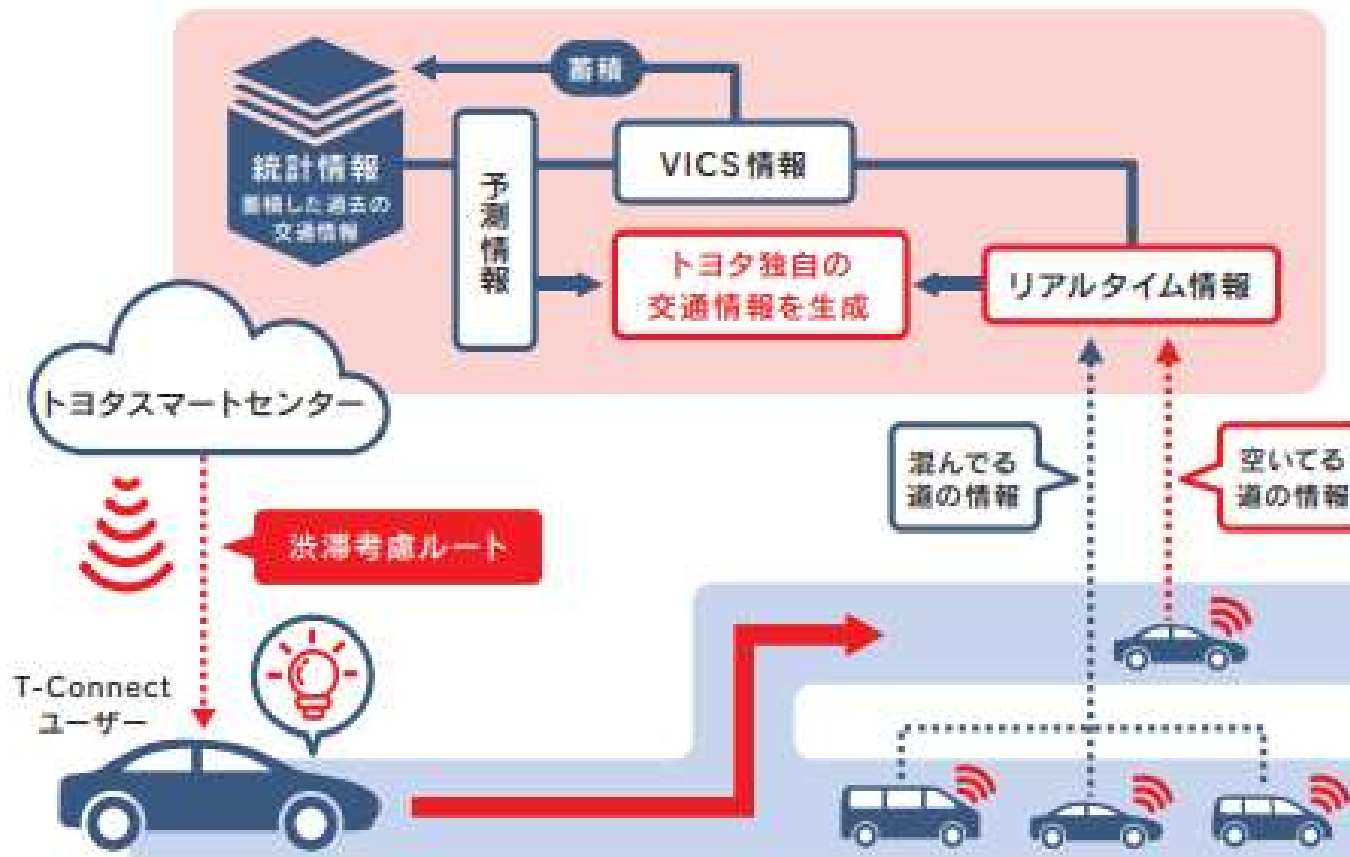 蓄積
統計情報
蓄積した過去の
交通情報
予測情報
VICS情報
トヨタ独自の
交通情報を生成
リアルタイム情報
トヨタスマートセンター
混んでる
道の情報
空いてる
道の情報
渋滞考慮ルート
T-Connect
ユーザー